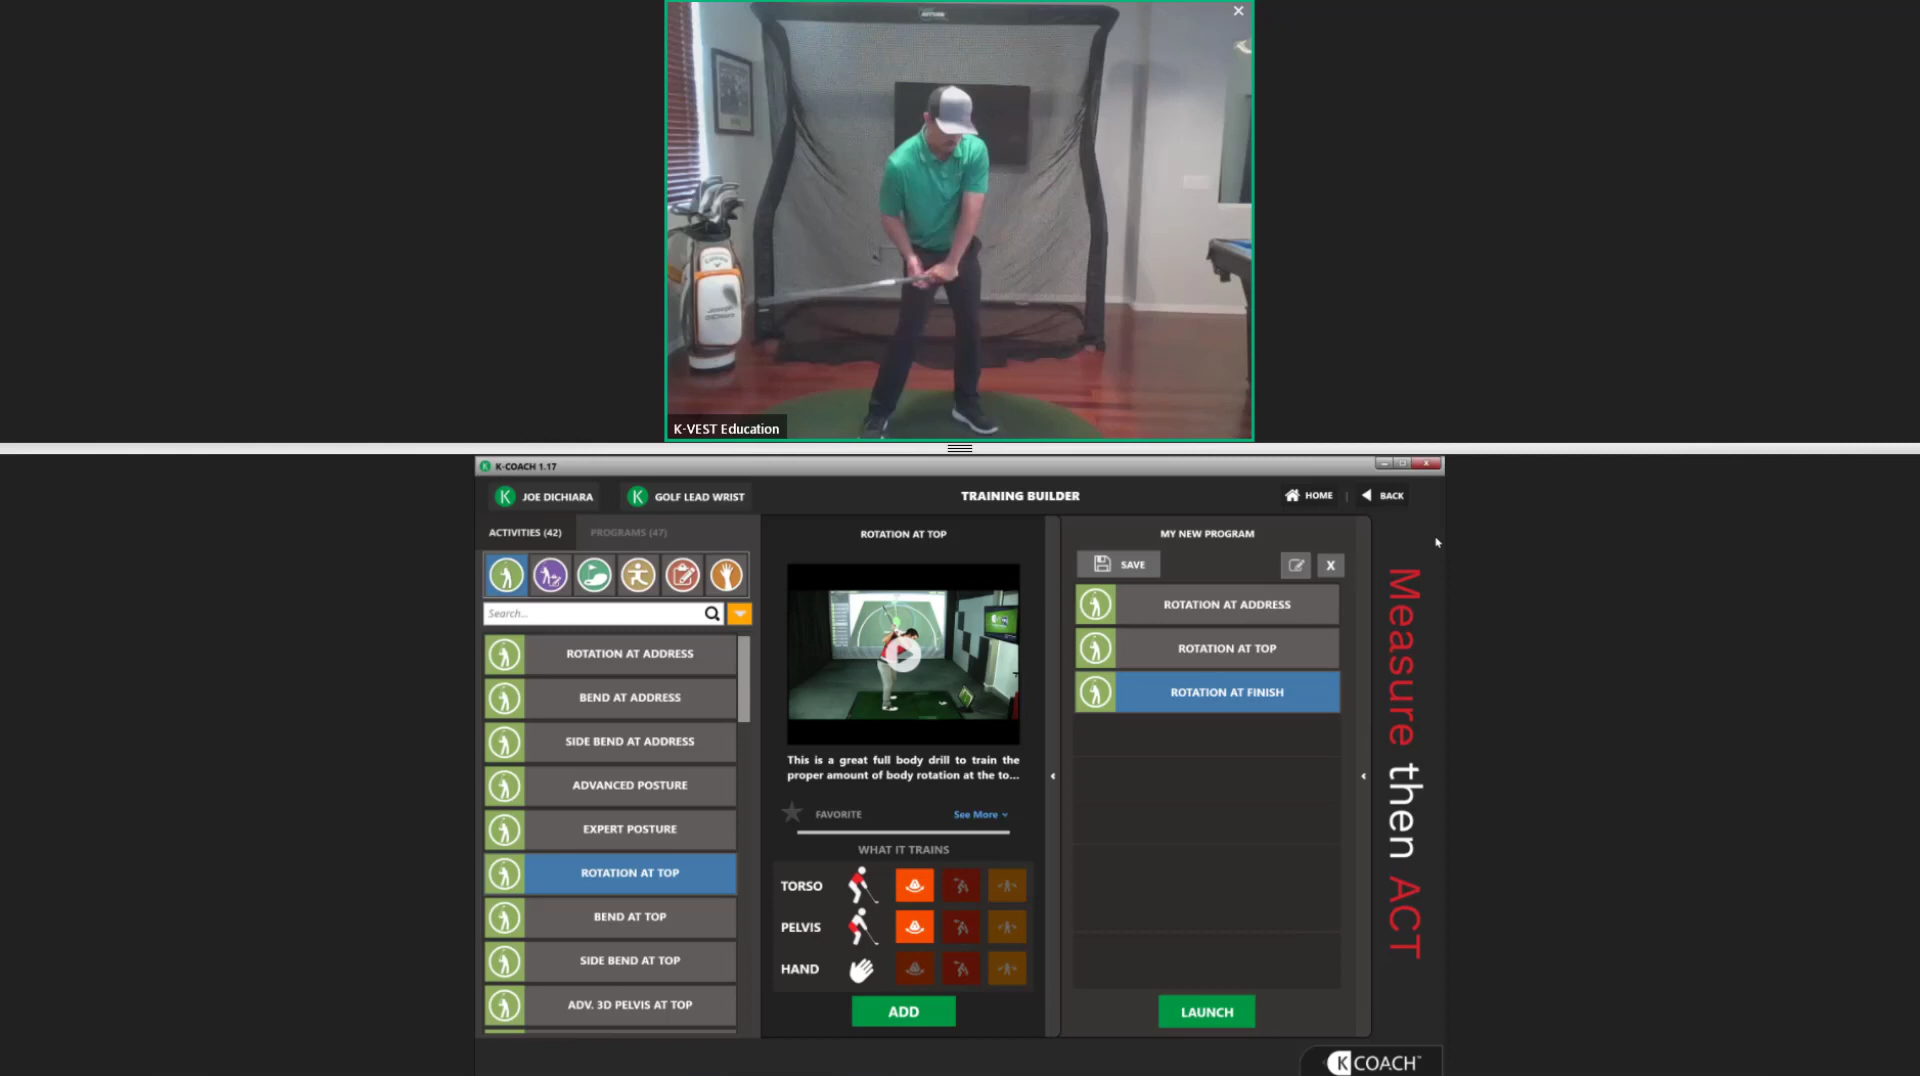 K-VEST Education
K-COACH 1.17
JOE DICHIARA
GOLF LEAD WRIST
TRAINING BUILDER
HOME
BACK
ACTIVITIES (42)
PROGRAMS (47)
Search...
ROTATION AT ADDRESS
BEND AT ADDRESS
SIDE BEND AT ADDRESS
ADVANCED POSTURE
EXPERT POSTURE
ROTATION AT TOP
BEND AT TOP
SIDE BEND AT TOP
ADV. 3D PELVIS AT TOP
ROTATION AT TOP
This is a great full body drill to train the
proper amount of body rotation at the to...
FAVORITE
See More
WHAT IT TRAINS
TORSO
PELVIS
HAND
ADD
MY NEW PROGRAM
SAVE
X
ROTATION AT ADDRESS
ROTATION AT TOP
ROTATION AT FINISH
LAUNCH
Measure then ACT
K COACH™